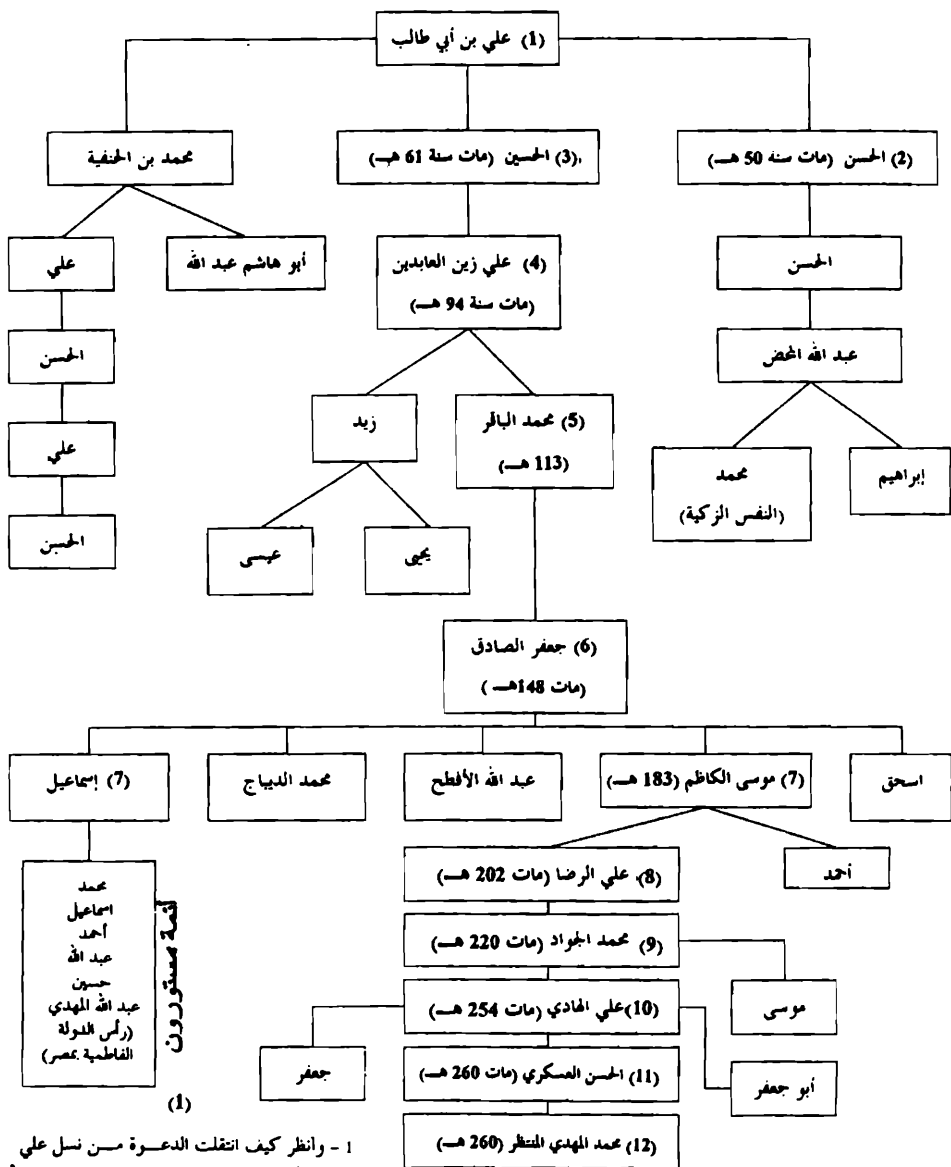 (1) علي بن أبي طالب
(2) الحسن (مات سنة 50 هـ)
(3) الحسين (مات سنة 61 هـ)
محمد بن الحنفية
الحسن
(4) علي زين العابدين
(مات سنة 94 هـ)
أبو هاشم عبد الله
علي
عبد الله المحض
الحسن
إبراهيم
محمد
(النفس الزكية)
(5) محمد الباقر
(113 هـ)
زيد
علي
يحيى
عيسى
الحسن
(6) جعفر الصادق
(مات 148هـ )
اسحق
(7) موسى الكاظم (183 هـ)
عبد الله الأفطح
محمد الديباج
(7) إسماعيل
أحمد
(8) علي الرضا (مات 202 هـ)
(9) محمد الجواد (مات 220 هـ)
موسى
(10) علي الهادي (مات 254 هـ)
أبو جعفر
جعفر
(11) الحسن العسكري (مات 260 هـ)
(12) محمد المهدي المنتظر (260 هـ)
محمد
اسماعيل
أحمد
عبد الله
حسين
عبد الله المهدي
(رأس الدولة
الفاطمية بمصر)
أئمة مستورون
(1)
1 - وأنظر كيف انتقلت الدعوة من نسل علي